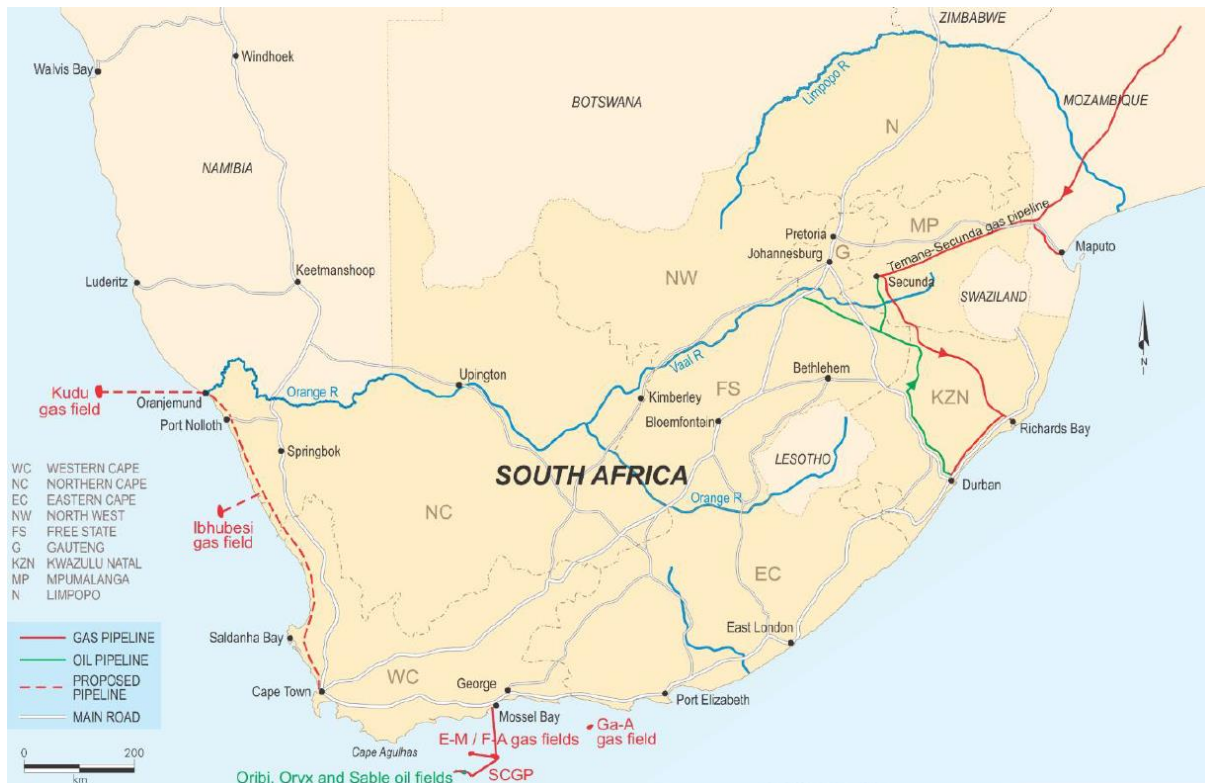 ZIMBABWE
Windhoek
Walvis Bay
BOTSWANA
Limpopo R
MOZAMBIQUE
N
NAMIBIA
Pretoria
MP
Temane-Secunda gas pipeline
Johannesburg
G
Maputo
Keetmanshoop
Luderitz
NW
Secunda
SWAZILAND
N
Vaal R
Bethlehem
Upington
Orange R
Kudu
gas field
Oranjemund
Kimberley
FS
KZN
Port Nolloth
Bloemfontein
Richards Bay
Springbok
LESOTHO
SOUTH AFRICA
Durban
Orange R
NC
Ibhubesi
gas field
WC WESTERN CAPE
NC NORTHERN CAPE
EC EASTERN CAPE
NW NORTH WEST
FS FREE STATE
G GAUTENG
KZN KWAZULU NATAL
MP MPUMALANGA
N LIMPOPO
EC
East London
Saldanha Bay
GAS PIPELINE
OIL PIPELINE
PROPOSED
PIPELINE
MAIN ROAD
WC
Cape Town
George
Port Elizabeth
Mossel Bay
E-M / F-A gas fields
Ga-A
gas field
Cape Agulhas
SCGP
Oribi, Oryx and Sable oil fields
0 200
km